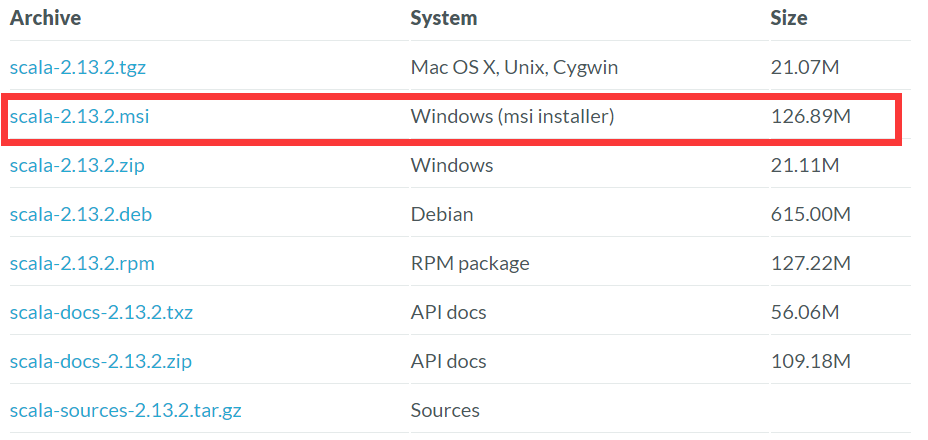 Archive System Size
scala-2.13.2.tgz Mac OS X, Unix, Cygwin 21.07M
scala-2.13.2.msi Windows (msi installer) 126.89M
scala-2.13.2.zip Windows 21.11M
scala-2.13.2.deb Debian 615.00M
scala-2.13.2.rpm RPM package 127.22M
scala-docs-2.13.2.txz API docs 56.06M
scala-docs-2.13.2.zip API docs 109.18M
scala-sources-2.13.2.tar.gz Sources